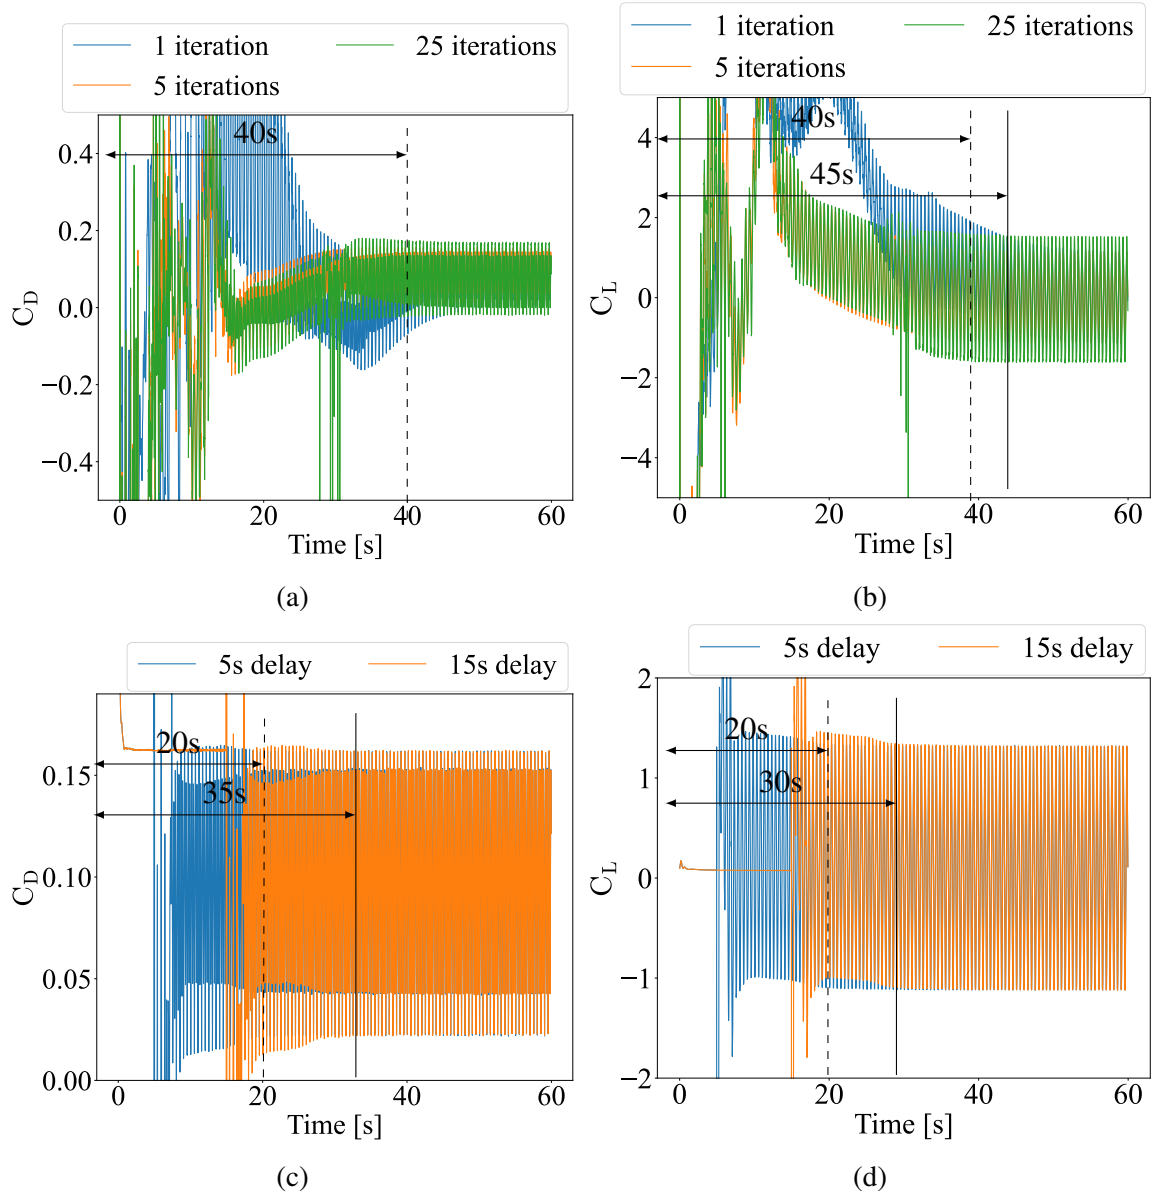 1 iteration
25 iterations
5 iterations
40s
C_D
0.4
0.2
0.0
−0.2
−0.4
0
20
40
60
Time [s]
(a)
1 iteration
25 iterations
5 iterations
40s
45s
C_L
4
2
0
−2
−4
0
20
40
60
Time [s]
(b)
5s delay
15s delay
20s
35s
C_D
0.15
0.10
0.05
0.00
0
20
40
60
Time [s]
(c)
5s delay
15s delay
20s
30s
C_L
2
1
0
−1
−2
0
20
40
60
Time [s]
(d)